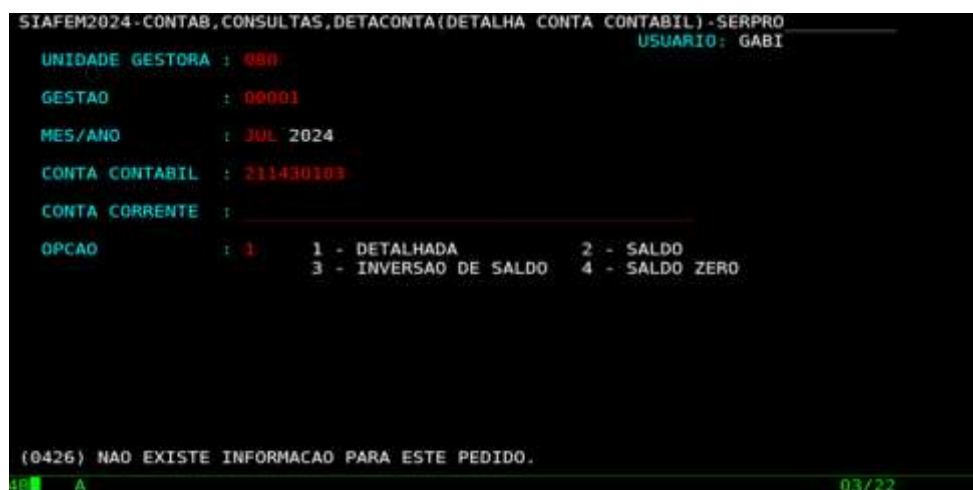 SIAFEM2024-CONTAB,CONSULTAS,DETACONTA(DETALHA CONTA CONTABIL)-SERPRO
USUARIO: GABI
UNIDADE GESTORA : 080
GESTAO : 00001
MES/ANO : JUL 2024
CONTA CONTABIL : 211430103
CONTA CORRENTE :
OPCAO : 1 1 - DETALHADA 2 - SALDO
3 - INVERSAO DE SALDO 4 - SALDO ZERO
(0426) NAO EXISTE INFORMACAO PARA ESTE PEDIDO.
A 03/22